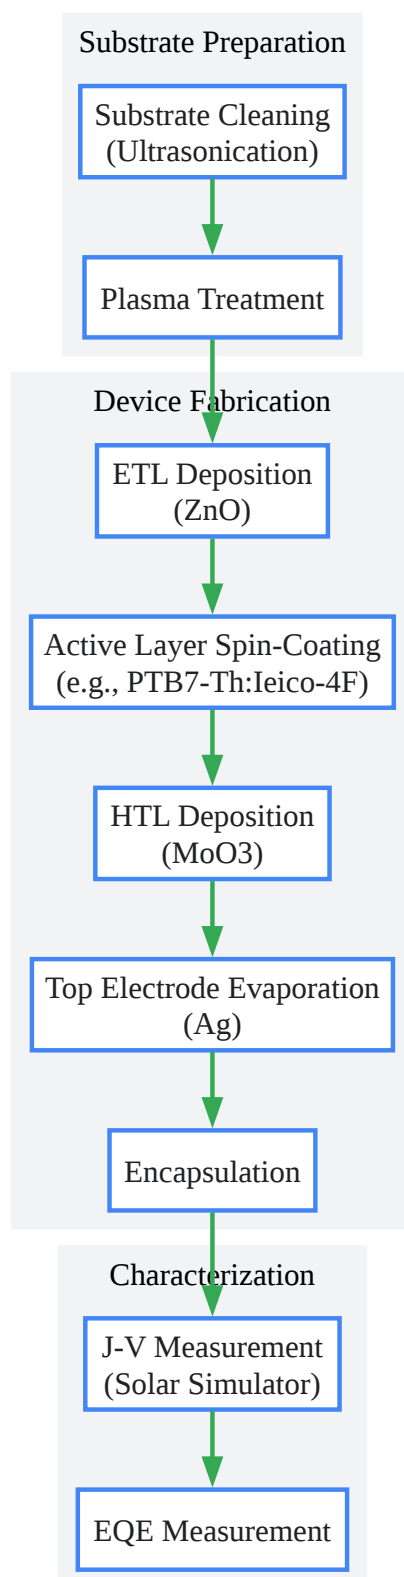 Substrate Preparation
Substrate Cleaning
(Ultrasonication)
Plasma Treatment
Device Fabrication
ETL Deposition
(ZnO)
Active Layer Spin-Coating
(e.g., PTB7-Th:Ieico-4F)
HTL Deposition
(MoO3)
Top Electrode Evaporation
(Ag)
Encapsulation
Characterization
J-V Measurement
(Solar Simulator)
EQE Measurement